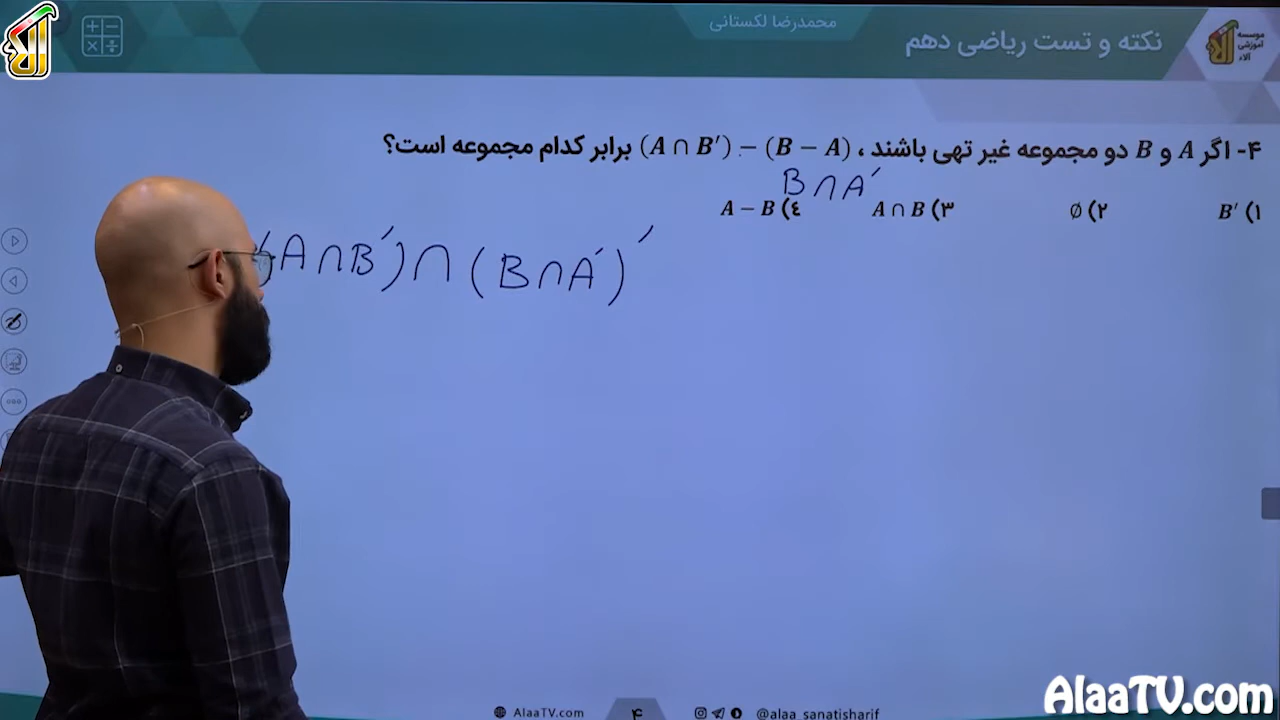 محمدرضا لکستانی
نکته و تست ریاضی دهم
موسسه
آموزشی
آلاء
۴- اگر A و B دو مجموعه غیر تهی باشند ، (A ∩ B′) − (B − A) برابر کدام مجموعه است؟
B ∩ A′
۱) B′ ۲) ∅ ۳) A ∩ B ٤) A − B
(A ∩ B′) ∩ (B ∩ A′)′
AlaaTV.com
۴
@alaa_sanatisharif
AlaaTV.com